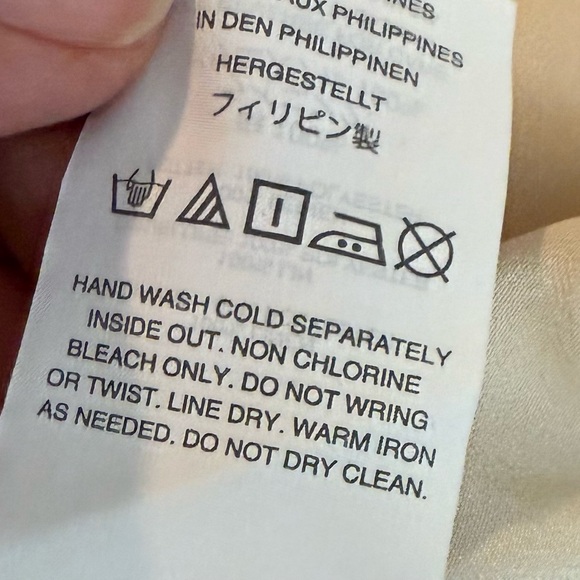 PHILIPPINES
IN DEN PHILIPPINEN
HERGESTELLT
フィリピン製
HAND WASH COLD SEPARATELY
INSIDE OUT. NON CHLORINE
BLEACH ONLY. DO NOT WRING
OR TWIST. LINE DRY. WARM IRON
AS NEEDED. DO NOT DRY CLEAN.